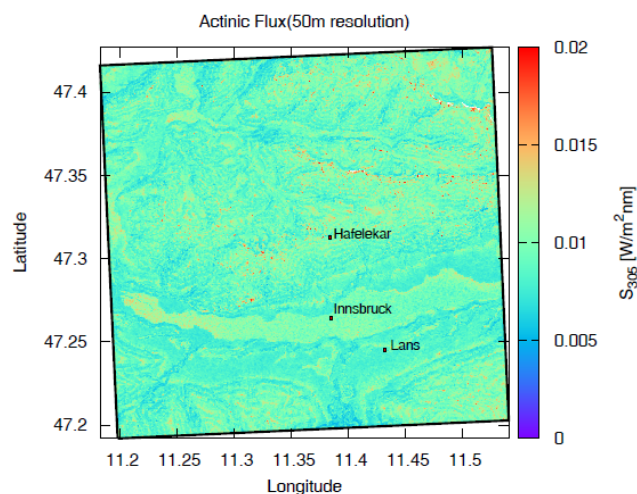 Actinic Flux(50m resolution)
47.4
47.35
47.3
47.25
47.2
Latitude
Hafelekar
Innsbruck
Lans
11.2
11.25
11.3
11.35
11.4
11.45
11.5
Longitude
0.02
0.015
0.01
0.005
0
S305 [W/m²nm]